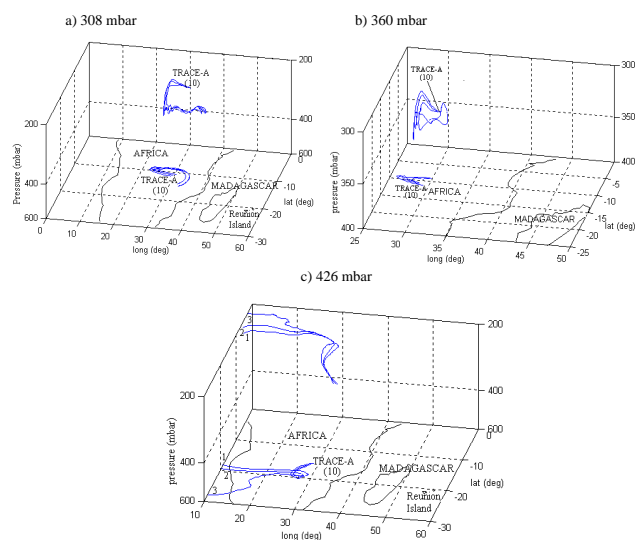 a) 308 mbar
b) 360 mbar
TRACE-A
(10)
200
400
600
Pressure (mbar)
200
400
600
AFRICA
TRACE-A
(10)
MADAGASCAR
Reunion
Island
0
-10
-20
-30
lat (deg)
0
10
20
30
40
50
60
long (deg)
TRACE-A
(10)
300
350
400
pressure (mbar)
300
350
400
TRACE-A
(10)
AFRICA
MADAGASCAR
-5
-10
-15
-20
-25
lat (deg)
25
30
35
40
45
50
long (deg)
c) 426 mbar
3
2
1
200
400
600
pressure (mbar)
200
400
600
AFRICA
TRACE-A
(10)
MADAGASCAR
Reunion
Island
1
2
3
0
-10
-20
-30
lat (deg)
10
20
30
40
50
60
long (deg)